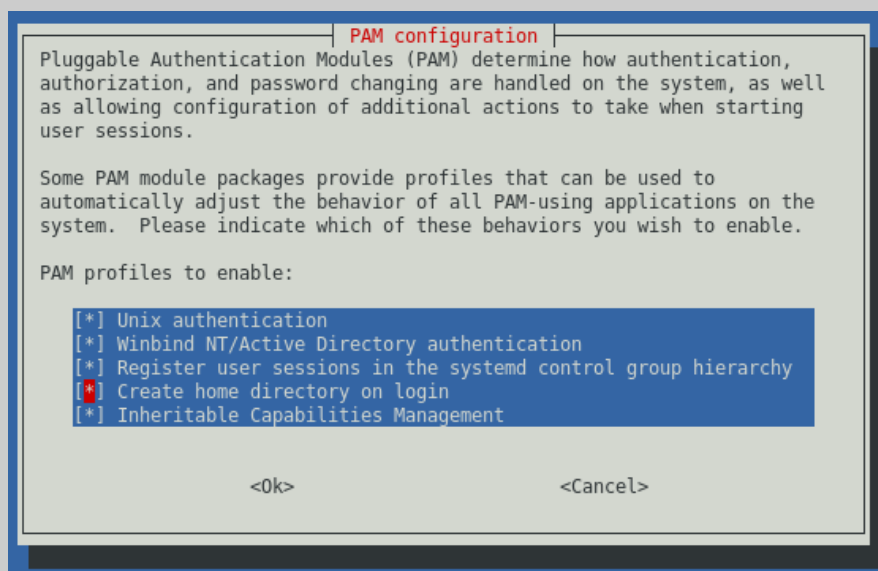 PAM configuration
Pluggable Authentication Modules (PAM) determine how authentication,
authorization, and password changing are handled on the system, as well
as allowing configuration of additional actions to take when starting
user sessions.
Some PAM module packages provide profiles that can be used to
automatically adjust the behavior of all PAM-using applications on the
system.  Please indicate which of these behaviors you wish to enable.
PAM profiles to enable:
[*] Unix authentication
[*] Winbind NT/Active Directory authentication
[*] Register user sessions in the systemd control group hierarchy
[*] Create home directory on login
[*] Inheritable Capabilities Management
<Ok> <Cancel>